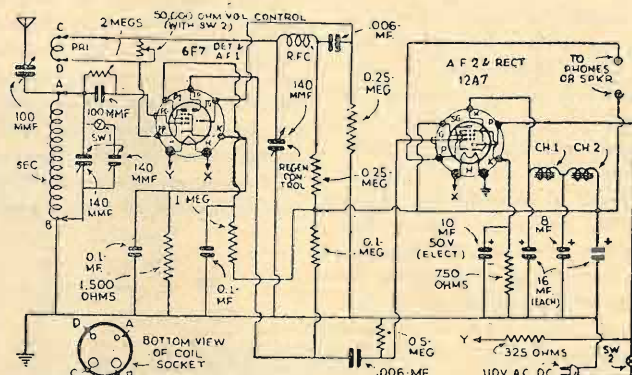 C
50,000 OHM VOL CONTROL
(WITH SW 2)
2 MEGS
PRI
D
A
6F7
DET &
A F 1
R.F.C
.006-
MF.
A F 2 & RECT
12A7
TO
PHONES
OR SPKR
100
MMF
100 MMF
SW1
140
MMF
140
MMF
SEC
B
140
MMF
REGEN
CONTROL
0.25-
MEG
0.25-
MEG
SG
G
P
K
D
H
X
CH.1
CH 2
Y
X
1 MEG
0.1-
MF.
1,500
OHMS
0.1-
MF
0.1-
MEG
10
MF
50V
(ELECT)
750
OHMS
8
MF
16
MF.
(EACH)
D
A
C
BOTTOM VIEW
OF COIL
SOCKET
0.5-
MEG
.006-MF
Y
325 OHMS
110V. AC. DC
SW
2